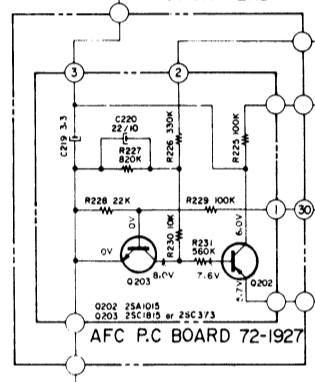 3
2
C219 3.3
C220
22/10
R227
820K
R226 330K
R225 100K
R228 22K
R229 100K
1
30
0V
R230 10K
R231
560K
6.0V
0V
Q203
8.0V
7.6V
5.7V
Q202
Q202 2SA1015
Q203 2SC1815 or 2SC373
AFC P.C BOARD 72-1927